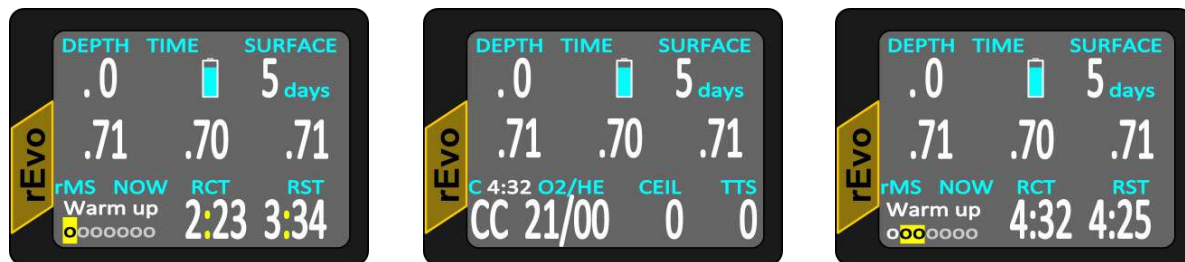 DEPTH TIME SURFACE
.0 5 days
.71 .70 .71
rMS NOW RCT RST
Warm up 2:23 3:34
ooooooo
rEvo
DEPTH TIME SURFACE
.0 5 days
.71 .70 .71
C 4:32 O2/HE CEIL TTS
CC 21/00 0 0
rEvo
DEPTH TIME SURFACE
.0 5 days
.71 .70 .71
rMS NOW RCT RST
Warm up 4:32 4:25
ooooooo
rEvo